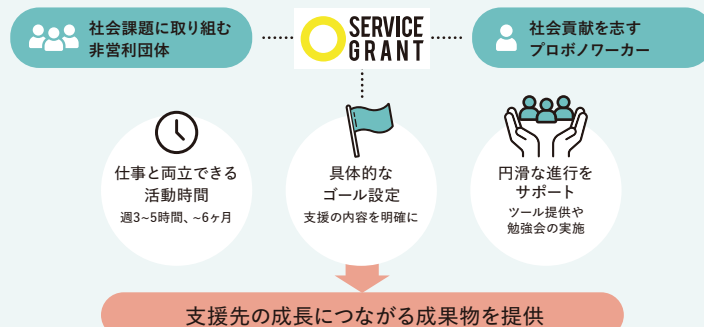 社会課題に取り組む
非営利団体
SERVICE
GRANT
社会貢献を志す
プロボノワーカー
仕事と両立できる
活動時間
週3~5時間、~6ヶ月
具体的な
ゴール設定
支援の内容を明確に
円滑な進行を
サポート
ツール提供や
勉強会の実施
支援先の成長につながる成果物を提供